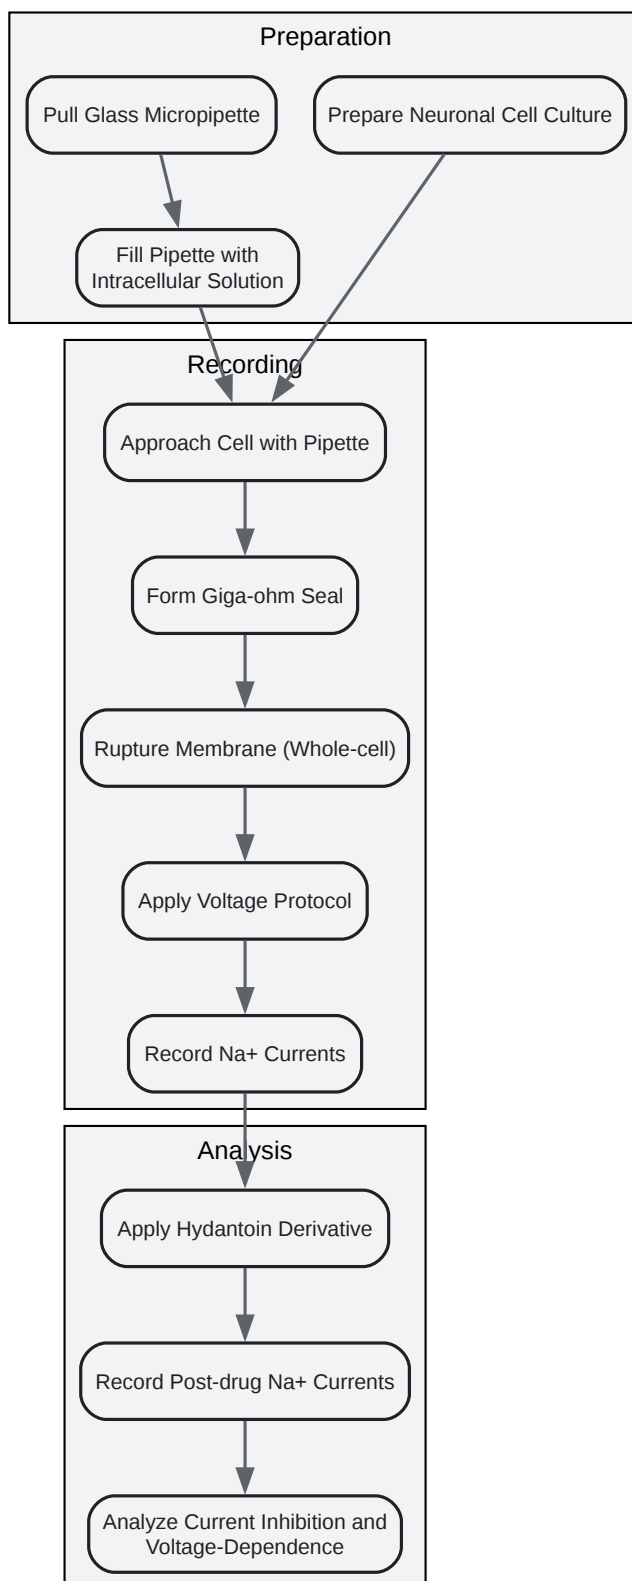 Preparation
Pull Glass Micropipette
Prepare Neuronal Cell Culture
Fill Pipette with
Intracellular Solution
Recording
Approach Cell with Pipette
Form Giga-ohm Seal
Rupture Membrane (Whole-cell)
Apply Voltage Protocol
Record Na+ Currents
Analysis
Apply Hydantoin Derivative
Record Post-drug Na+ Currents
Analyze Current Inhibition and
Voltage-Dependence